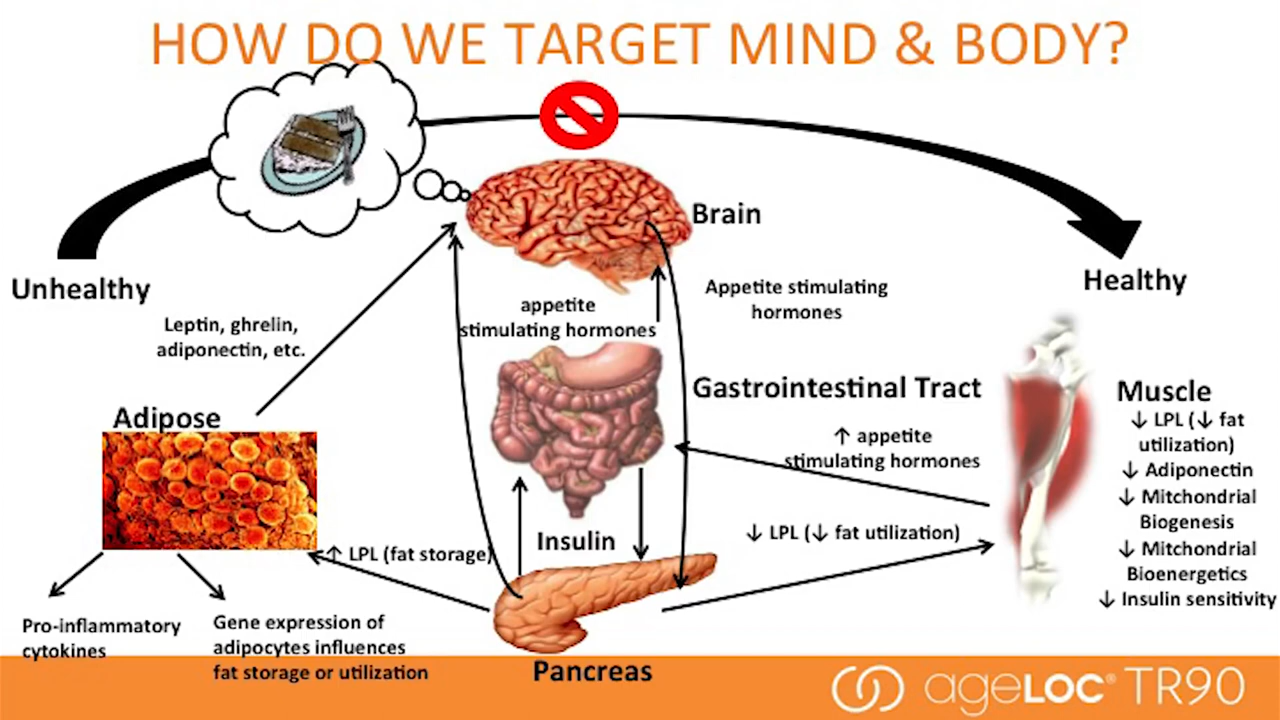 HOW DO WE TARGET MIND & BODY?
Brain
Unhealthy
Healthy
Leptin, ghrelin,
adiponectin, etc.
appetite
stimulating hormones
Appetite stimulating
hormones
Adipose
Gastrointestinal Tract
Muscle
↓ LPL (↓ fat
utilization)
↓ Adiponectin
↓ Mitchondrial
Biogenesis
↓ Mitchondrial
Bioenergetics
↓ Insulin sensitivity
↑ appetite
stimulating hormones
Insulin
↓ LPL (↓ fat utilization)
↑ LPL (fat storage)
Pro-inflammatory
cytokines
Gene expression of
adipocytes influences
fat storage or utilization
Pancreas
ageLOC® TR90